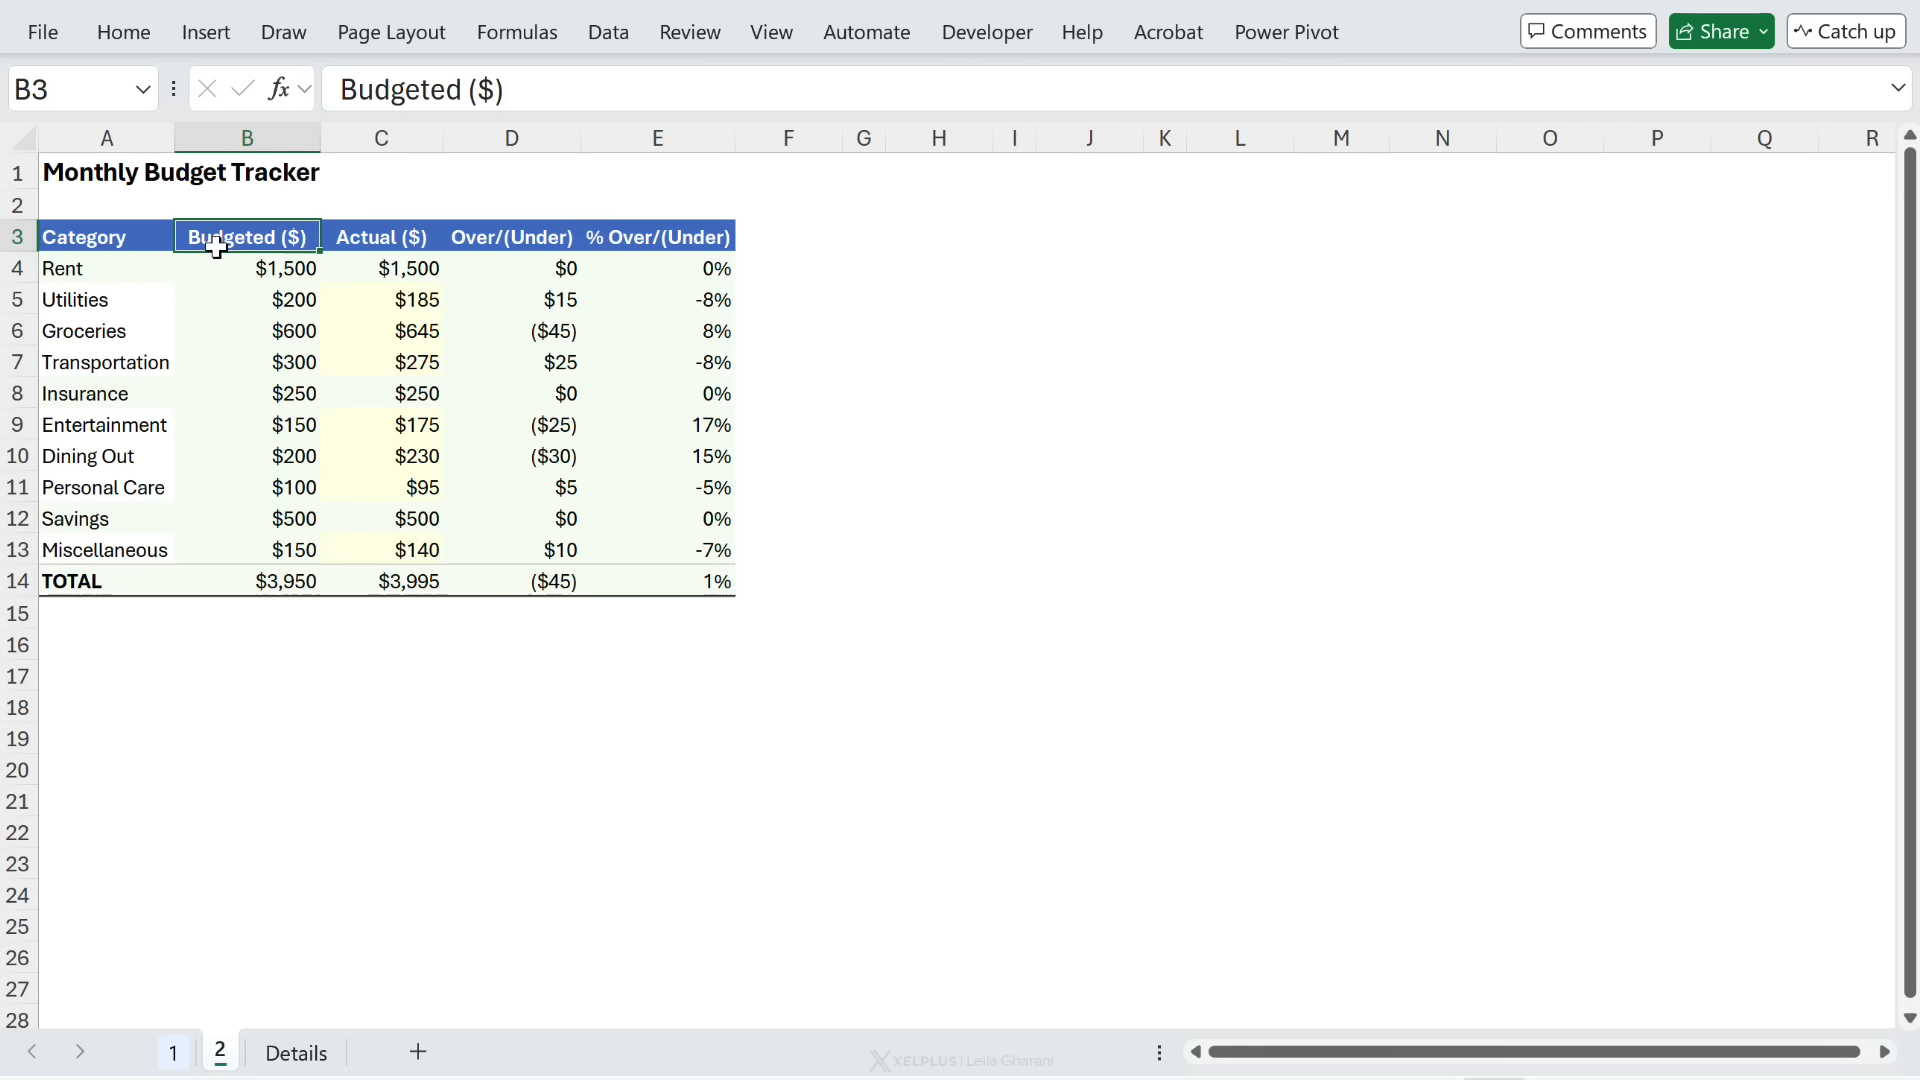 File Home Insert Draw Page Layout Formulas Data Review View Automate Developer Help Acrobat Power Pivot Comments Share Catch up
B3 fx Budgeted ($)
A B C D E F G H I J K L M N O P Q R
1 Monthly Budget Tracker
2
3 Category Budgeted ($) Actual ($) Over/(Under) % Over/(Under)
4 Rent $1,500 $1,500 $0 0%
5 Utilities $200 $185 $15 -8%
6 Groceries $600 $645 ($45) 8%
7 Transportation $300 $275 $25 -8%
8 Insurance $250 $250 $0 0%
9 Entertainment $150 $175 ($25) 17%
10 Dining Out $200 $230 ($30) 15%
11 Personal Care $100 $95 $5 -5%
12 Savings $500 $500 $0 0%
13 Miscellaneous $150 $140 $10 -7%
14 TOTAL $3,950 $3,995 ($45) 1%
15
16
17
18
19
20
21
22
23
24
25
26
27
28
1 2 Details +
XELPLUS | Leila Gharani